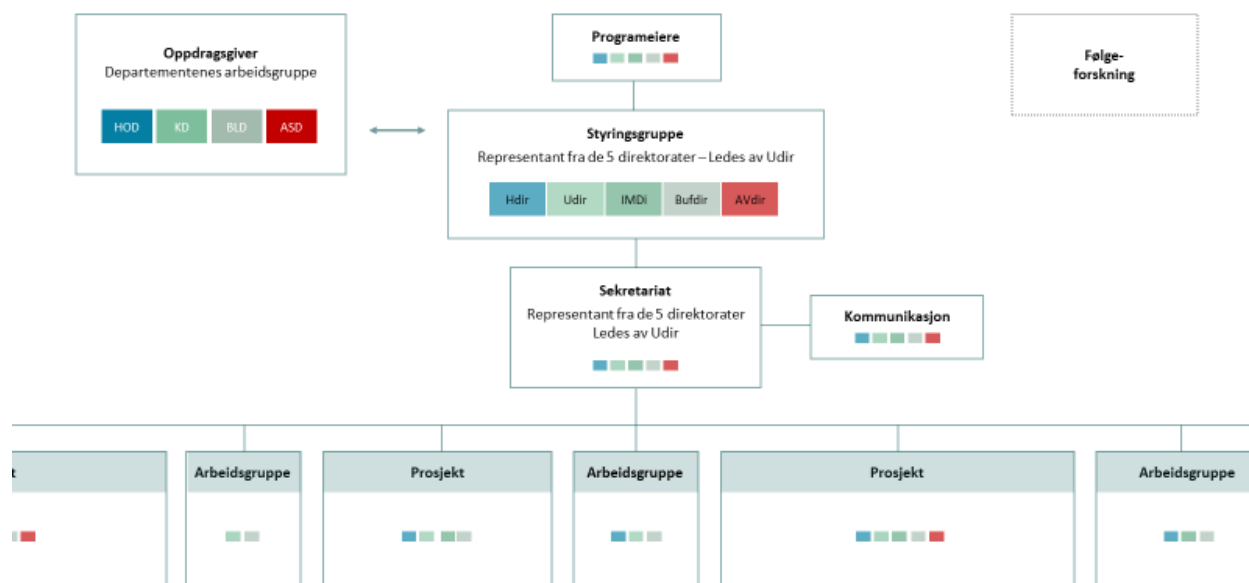 Oppdragsgiver
Departementenes arbeidsgruppe
HOD KD BLD ASD
Programeiere
Følge-
forskning
Styringsgruppe
Representant fra de 5 direktorater – Ledes av Udir
Hdir Udir IMDi Bufdir AVdir
Sekretariat
Representant fra de 5 direktorater
Ledes av Udir
Kommunikasjon
t
Arbeidsgruppe
Prosjekt
Arbeidsgruppe
Prosjekt
Arbeidsgruppe